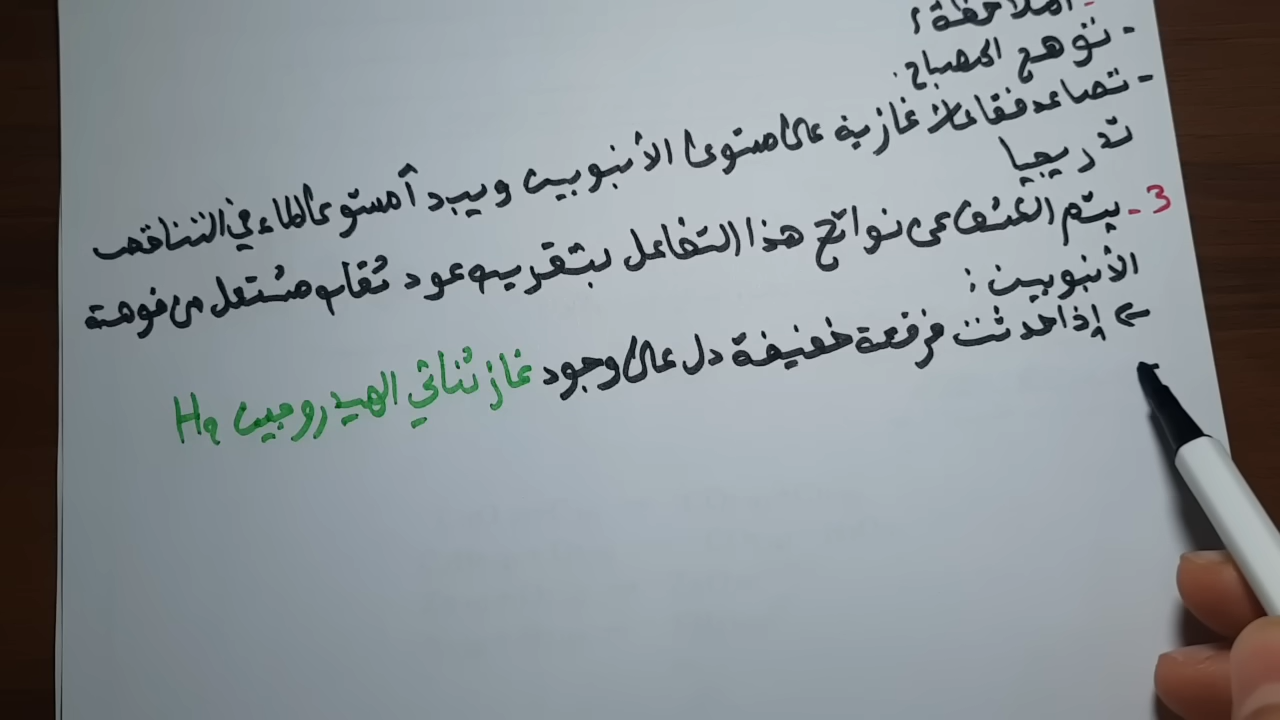 - الملاحظة:
- توهج المصباح.
- تصاعد فقاعات غازية على مستوى الأنبوبين ويبدأ مستوى الماء في التناقص
تدريجيا
3- يتم الكشف عن نواتج هذا التفاعل بتقريب عود ثقاب مشتعل من فوهة
الأنبوبين:
← إذا حدثت فرقعة خفيفة دل على وجود غاز ثنائي الهيدروجين H₂